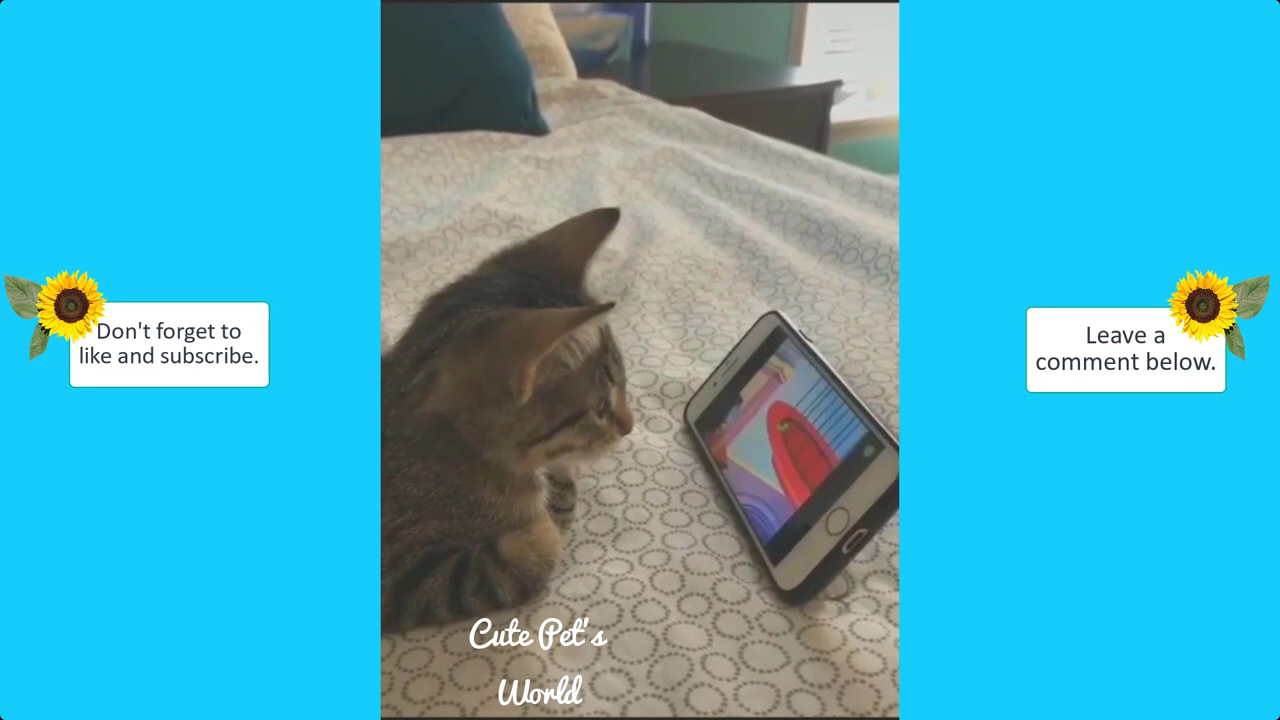 Don't forget to
like and subscribe.
Leave a
comment below.
Cute Pet's
World